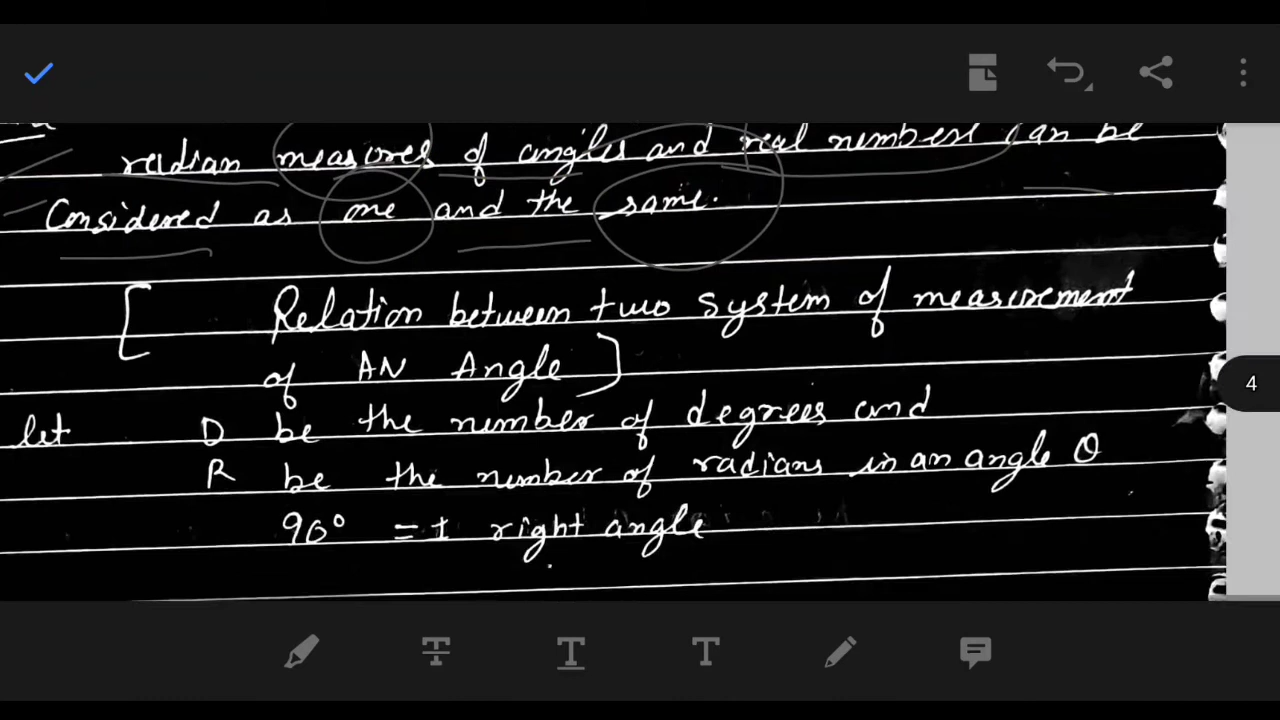 radian measures of angles and real numbers can be
Considered as one and the same.
[ Relation between two system of measurement
of AN Angle ]
let D be the number of degrees and
R be the number of radians in an angle θ
90° = 1 right angle
4